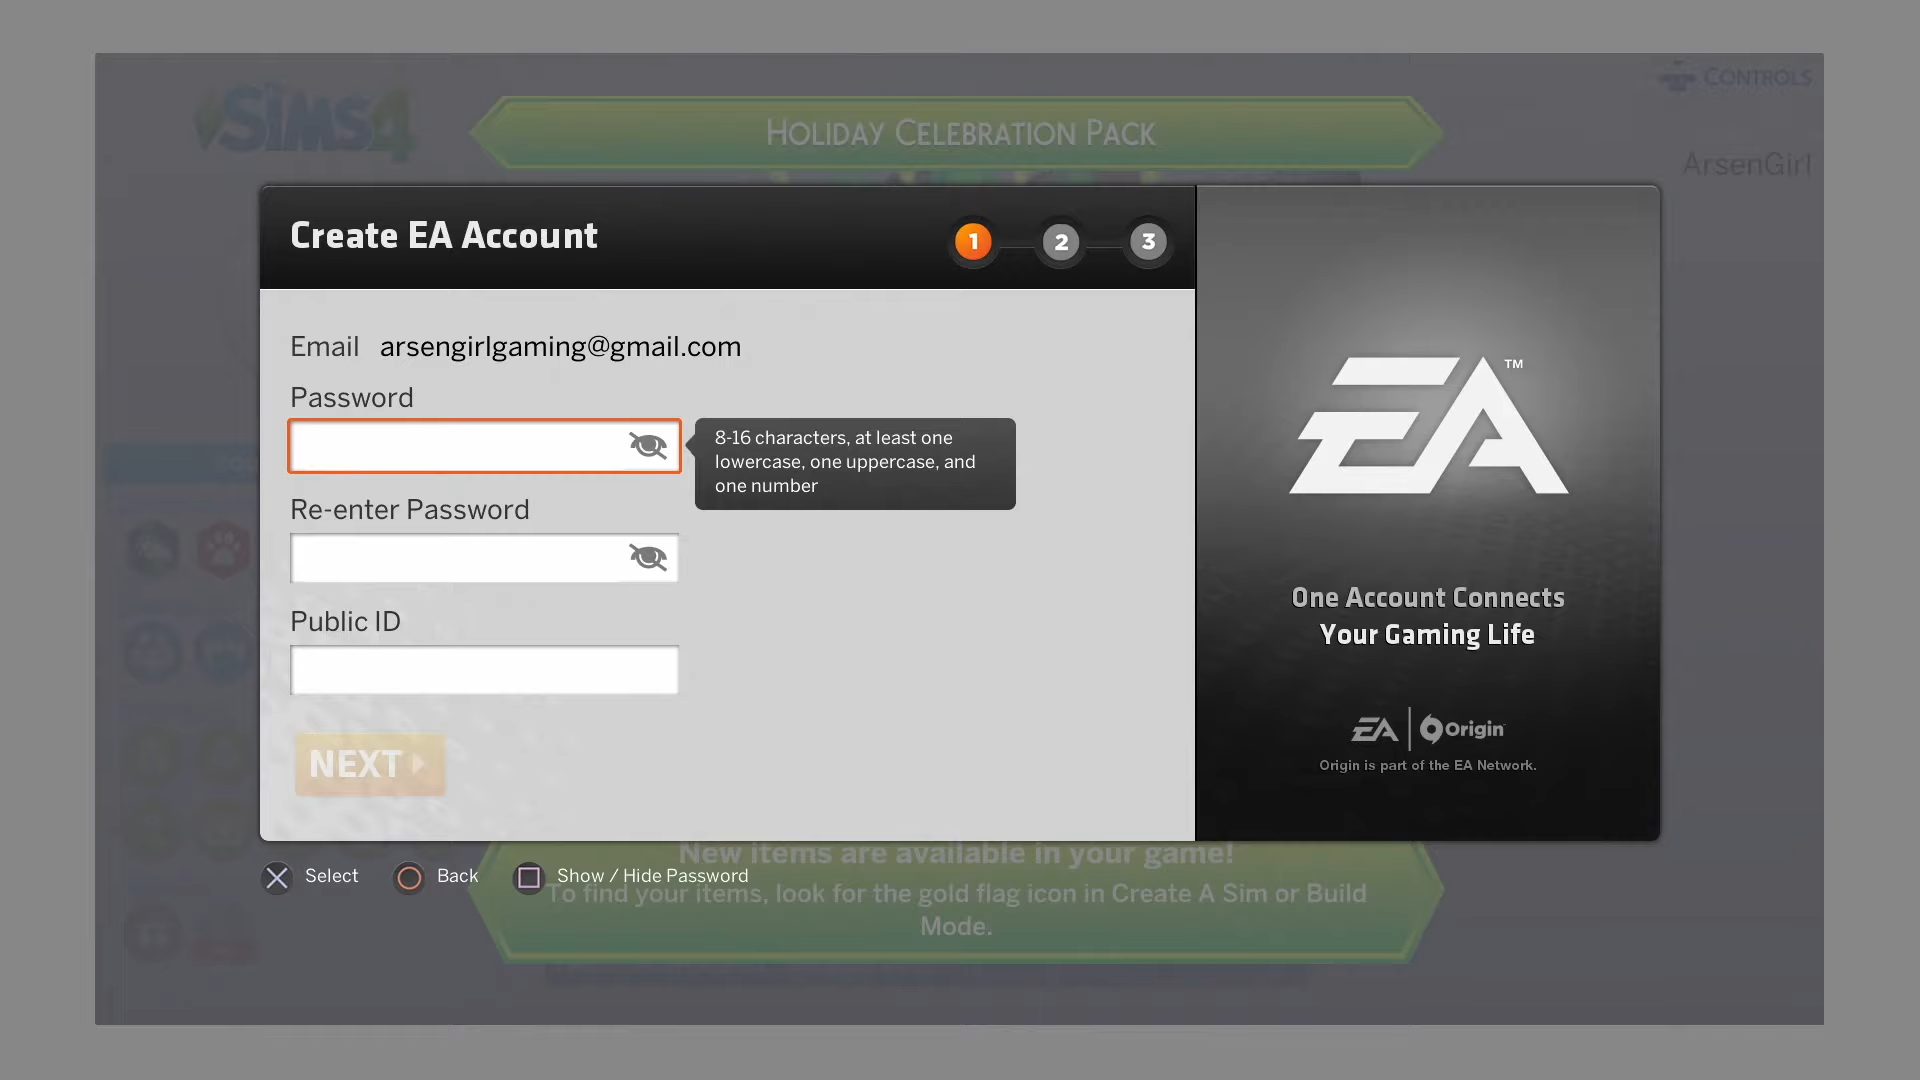 SiMS4
CONTROLS
HOLIDAY CELEBRATION PACK
ArsenGirl
Create EA Account
1
2
3
Email arsengirlgaming@gmail.com
Password
8-16 characters, at least one
lowercase, one uppercase, and
one number
Re-enter Password
Public ID
NEXT
EA TM
One Account Connects
Your Gaming Life
EA Origin
Origin is part of the EA Network.
New items are available in your game!
Select
Back
Show / Hide Password
To find your items, look for the gold flag icon in Create A Sim or Build
Mode.